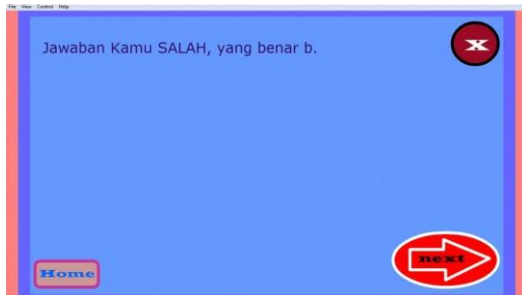 File View Control Help
Jawaban Kamu SALAH, yang benar b.
X
next
Home